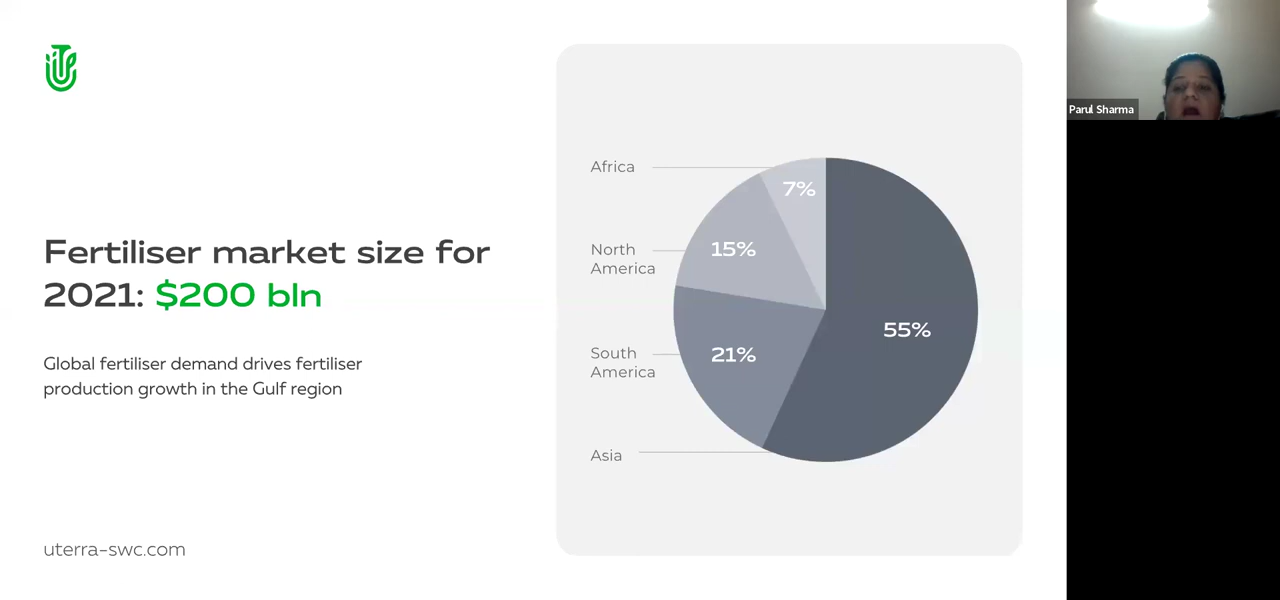 Fertiliser market size for
2021: $200 bln
Global fertiliser demand drives fertiliser
production growth in the Gulf region
uterra-swc.com
Africa
7%
North
America
15%
South
America
21%
55%
Asia
Parul Sharma